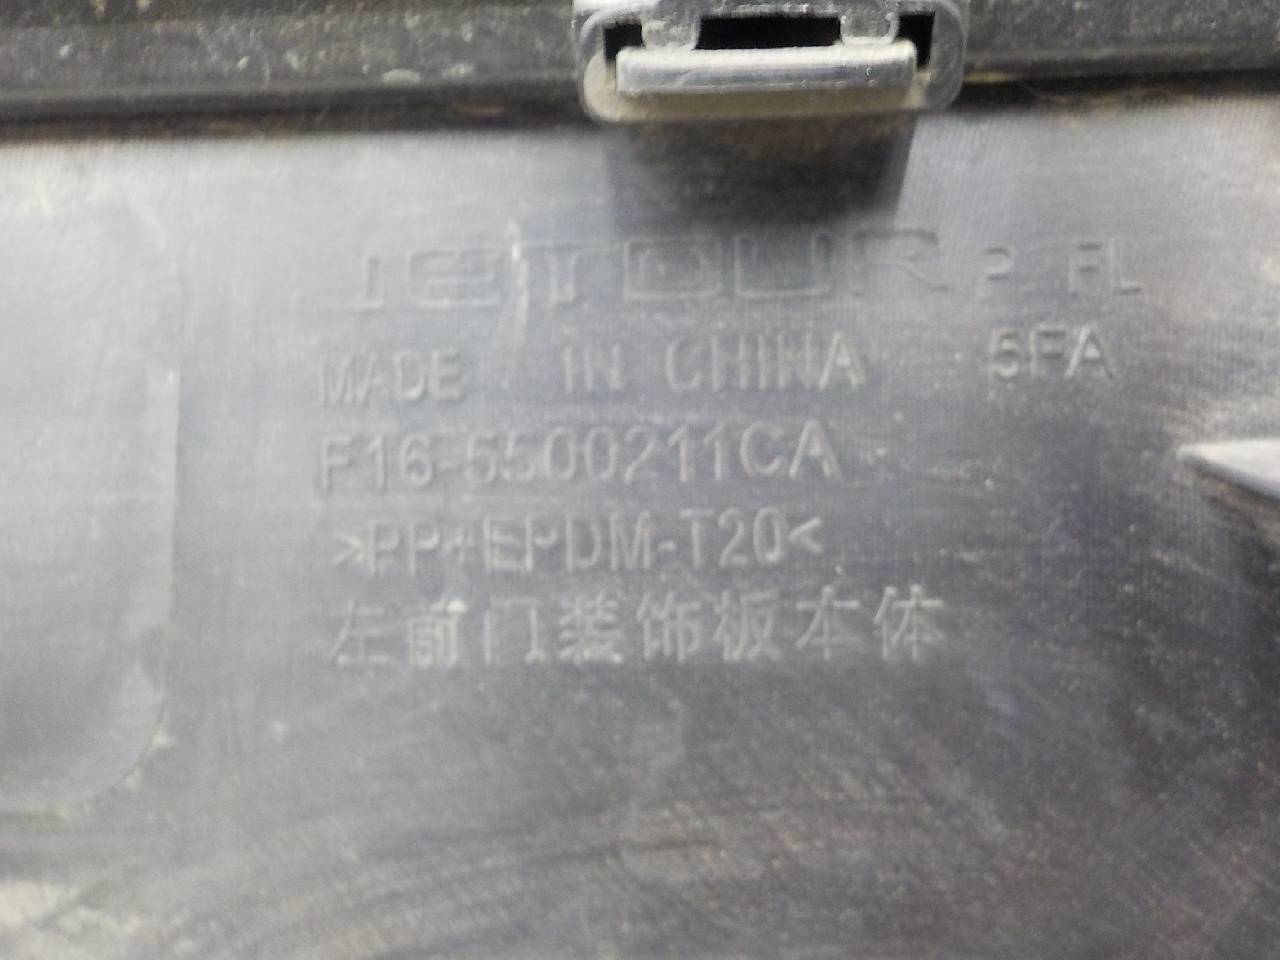 JETOUR P FL
MADE IN CHINA 5FA
F16-5500211CA
>PP+EPDM-T20<
左前门装饰板本体